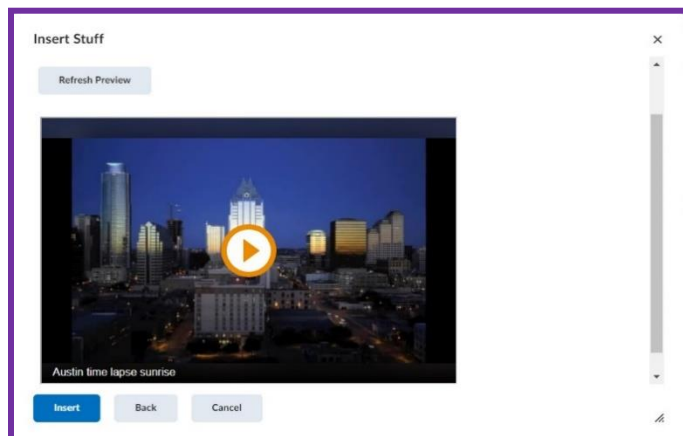 Insert Stuff
Refresh Preview
Austin time lapse sunrise
Insert Back Cancel